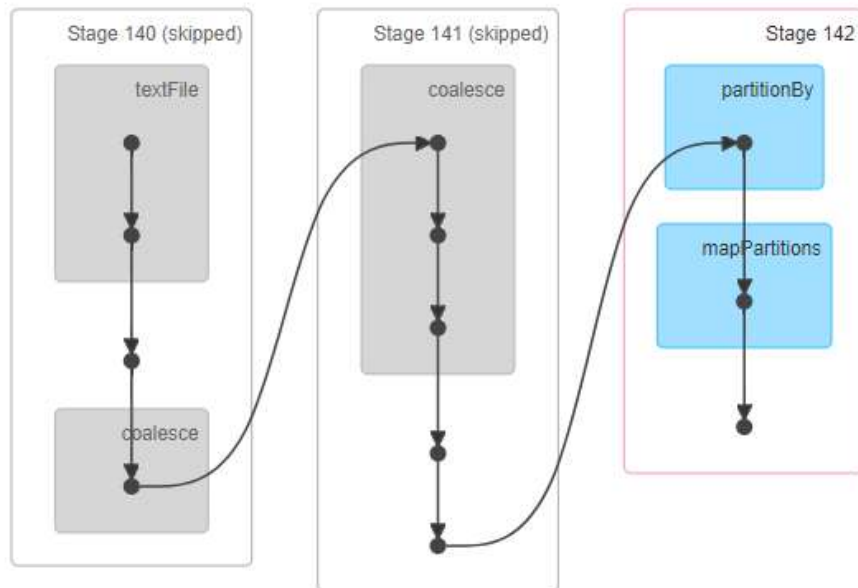 Stage 140 (skipped)
textFile
coalesce
Stage 141 (skipped)
coalesce
Stage 142
partitionBy
mapPartitions